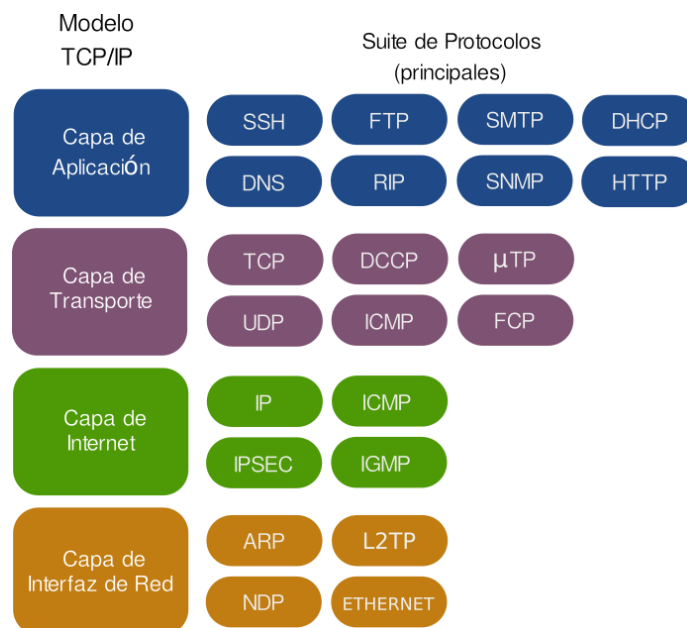 Modelo
TCP/IP
Suite de Protocolos
(principales)
Capa de
Aplicación
SSH FTP SMTP DHCP
DNS RIP SNMP HTTP
Capa de
Transporte
TCP DCCP µTP
UDP ICMP FCP
Capa de
Internet
IP ICMP
IPSEC IGMP
Capa de
Interfaz de Red
ARP L2TP
NDP ETHERNET